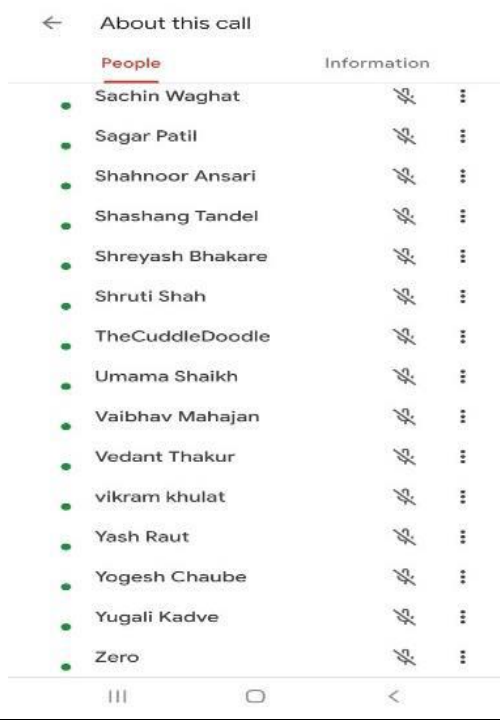 About this call
People Information
Sachin Waghat
Sagar Patil
Shahnoor Ansari
Shashang Tandel
Shreyash Bhakare
Shruti Shah
TheCuddleDoodle
Umama Shaikh
Vaibhav Mahajan
Vedant Thakur
vikram khulat
Yash Raut
Yogesh Chaube
Yugali Kadve
Zero